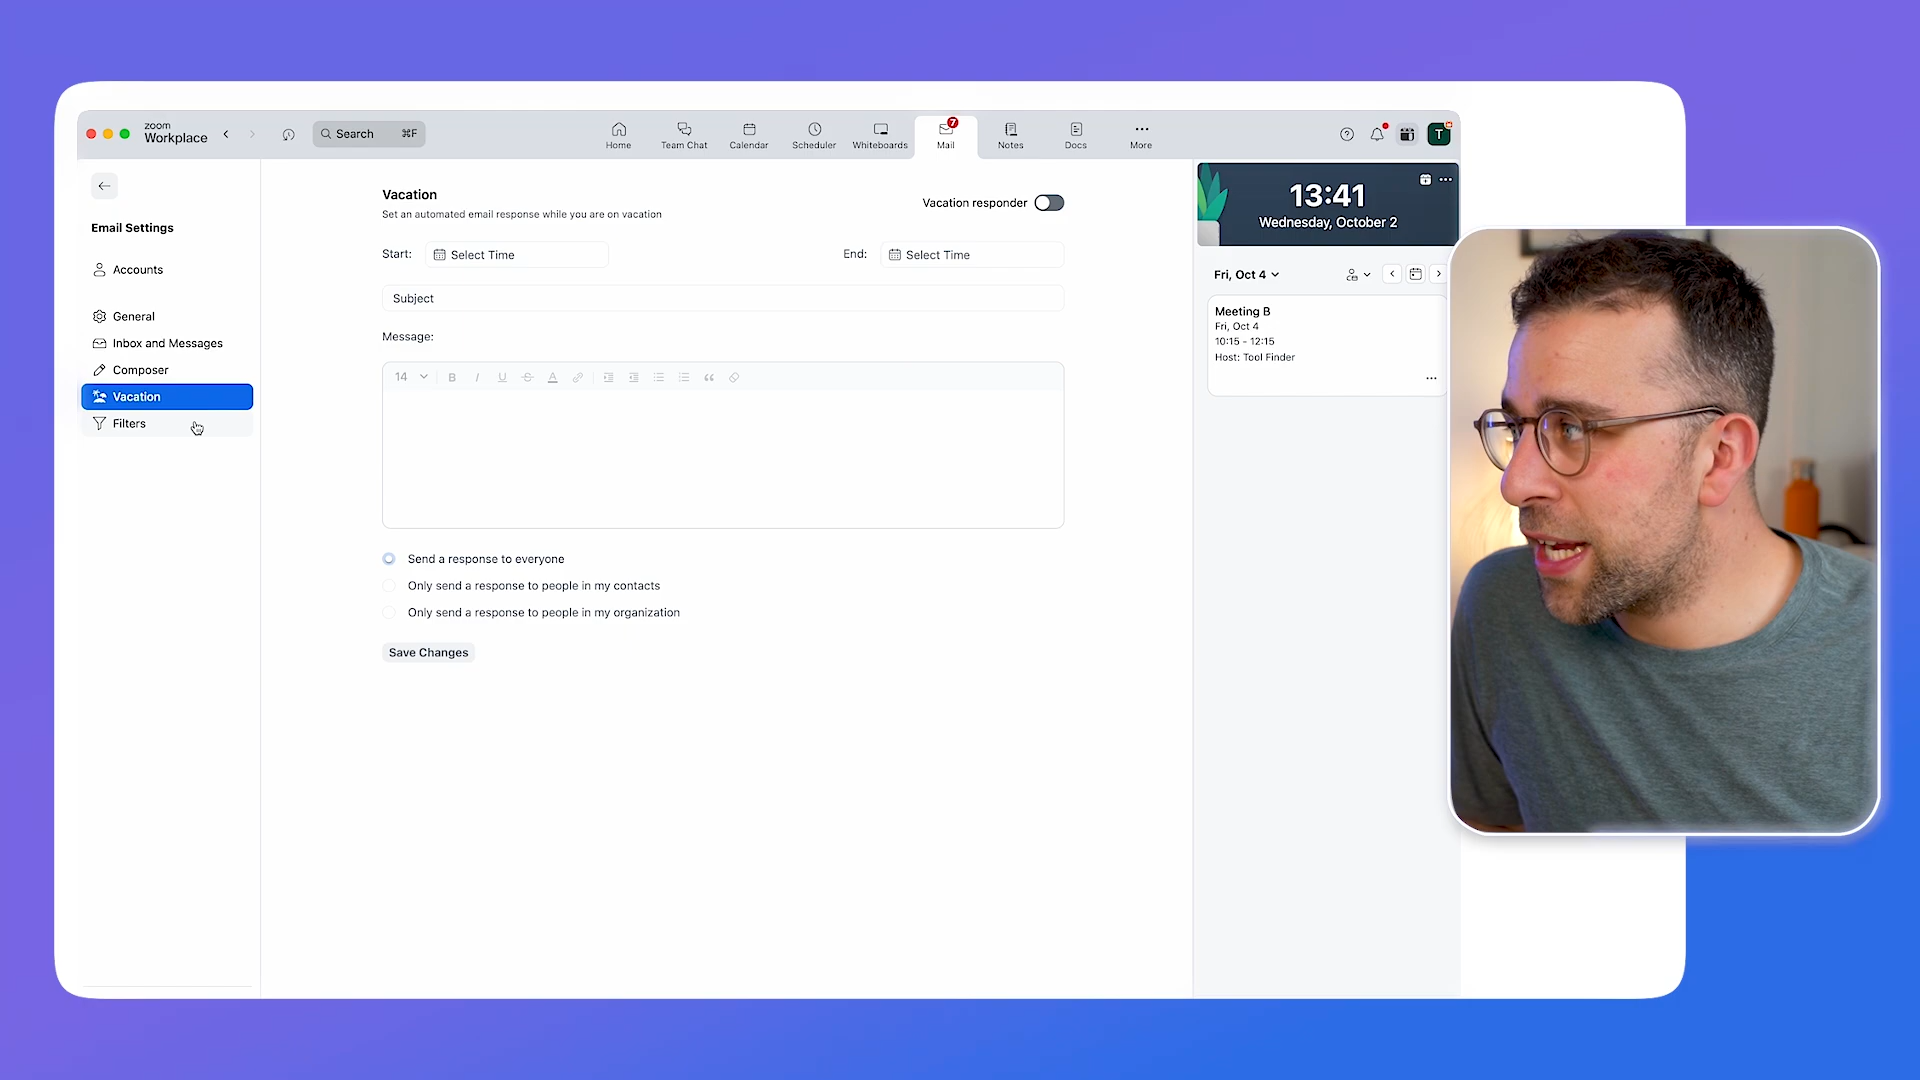 zoom
Workplace
Search ⌘F
Home
Team Chat
Calendar
Scheduler
Whiteboards
7
Mail
Notes
Docs
More
T
Email Settings
Accounts
General
Inbox and Messages
Composer
Vacation
Filters
Vacation
Set an automated email response while you are on vacation
Vacation responder
Start: Select Time
End: Select Time
Subject
Message:
14 B I U S A
Send a response to everyone
Only send a response to people in my contacts
Only send a response to people in my organization
Save Changes
13:41
Wednesday, October 2
Fri, Oct 4
Meeting B
Fri, Oct 4
10:15 - 12:15
Host: Tool Finder